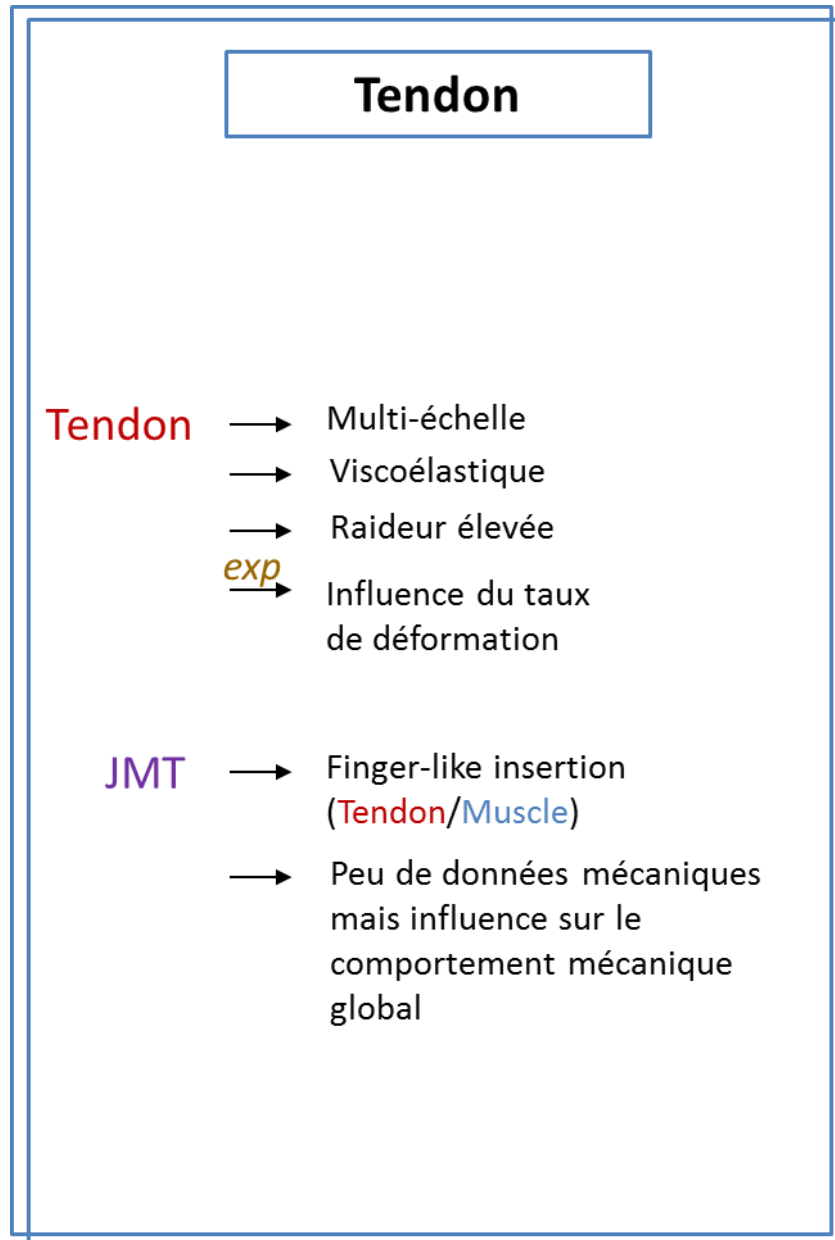 Tendon
Tendon
Multi-échelle
Viscoélastique
Raideur élevée
exp
Influence du taux
de déformation
JMT
Finger-like insertion
(Tendon/Muscle)
Peu de données mécaniques
mais influence sur le
comportement mécanique
global